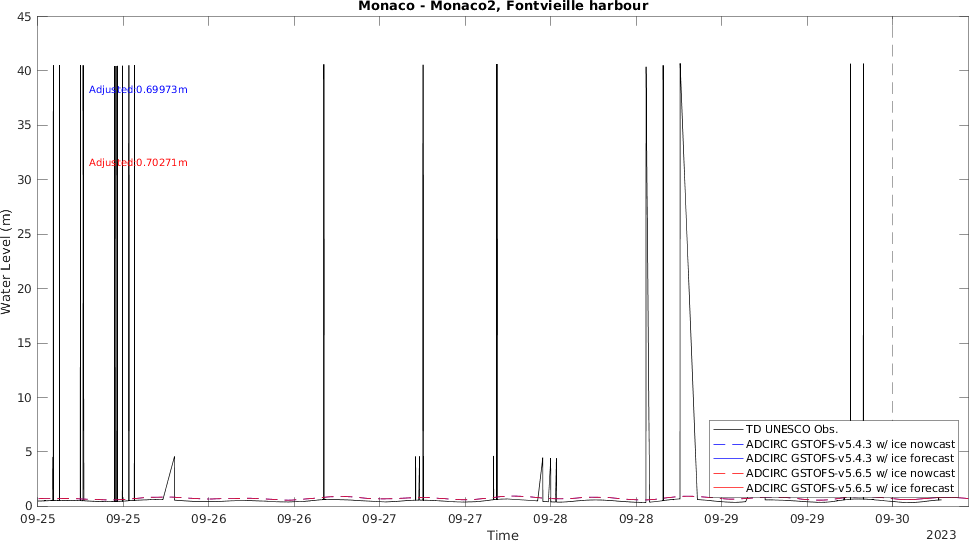 Monaco - Monaco2, Fontvieille harbour
45
40
35
30
25
20
15
10
5
0
Water Level (m)
Adjusted 0.69973m
Adjusted 0.70271m
TD UNESCO Obs.
ADCIRC GSTOFS-v5.4.3 w/ ice nowcast
ADCIRC GSTOFS-v5.4.3 w/ ice forecast
ADCIRC GSTOFS-v5.6.5 w/ ice nowcast
ADCIRC GSTOFS-v5.6.5 w/ ice forecast
09-25 09-25 09-26 09-26 09-27 09-27 09-28 09-28 09-29 09-29 09-30
Time
2023